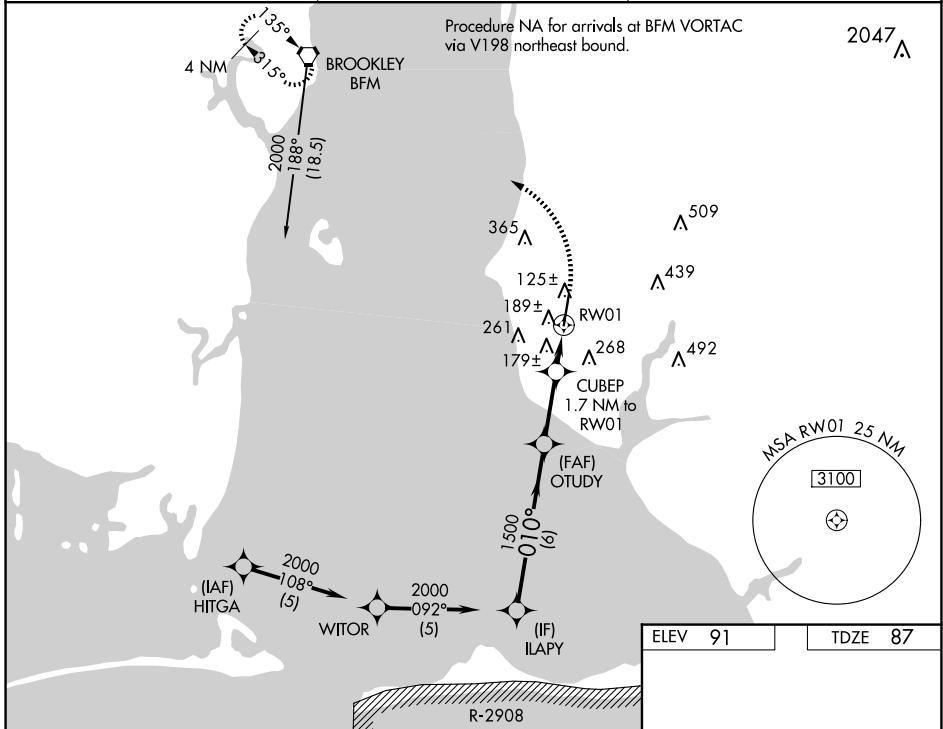 Procedure NA for arrivals at BFM VORTAC
via V198 northeast bound.
2047
135°
4 NM
315°
BROOKLEY
BFM
2000
188°
(18.5)
365
509
125±
439
189±
RW01
261
179±
268
492
CUBEP
1.7 NM to
RW01
(FAF)
OTUDY
MSA RW01 25 NM
3100
1500
010°
(6)
2000
108°
(5)
(IAF)
HITGA
WITOR
2000
092°
(5)
(IF)
ILAPY
ELEV 91
TDZE 87
R-2908